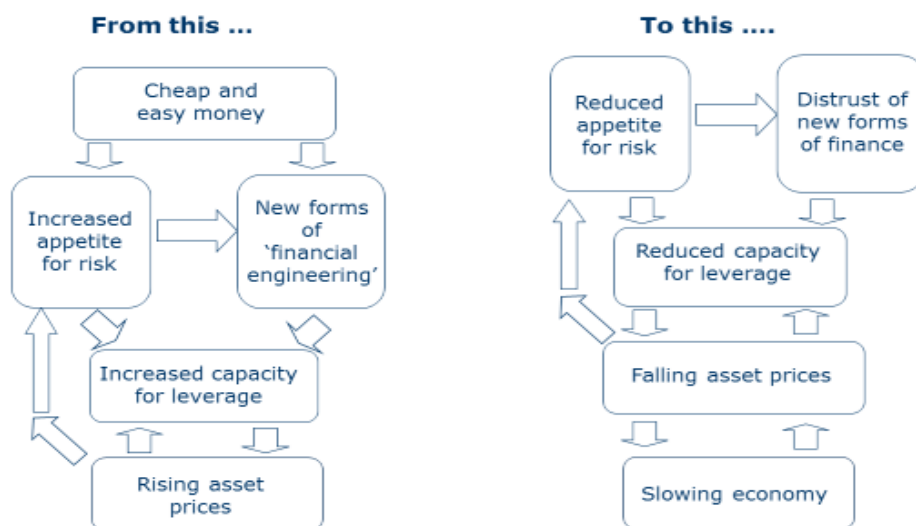 From this ...
Cheap and
easy money
Increased
appetite
for risk
New forms
of
‘financial
engineering’
Increased capacity
for leverage
Rising asset
prices
To this ....
Reduced
appetite
for risk
Distrust of
new forms
of finance
Reduced capacity
for leverage
Falling asset prices
Slowing economy